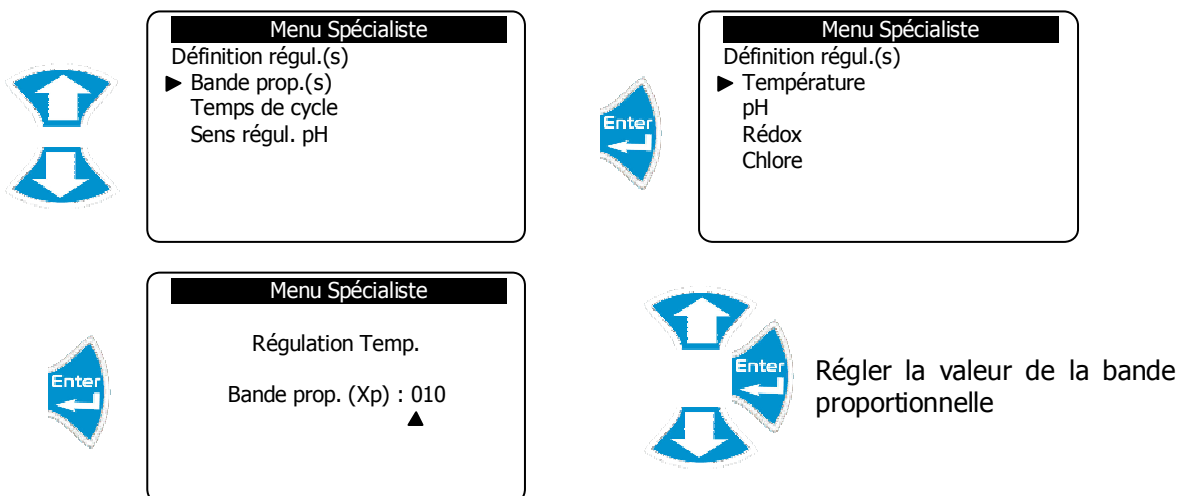 Menu Spécialiste
Définition régul.(s)
Bande prop.(s)
Temps de cycle
Sens régul. pH
Enter
Menu Spécialiste
Définition régul.(s)
Température
pH
Rédox
Chlore
Enter
Menu Spécialiste
Régulation Temp.
Bande prop. (Xp) : 010
Enter
Régler la valeur de la bande
proportionnelle